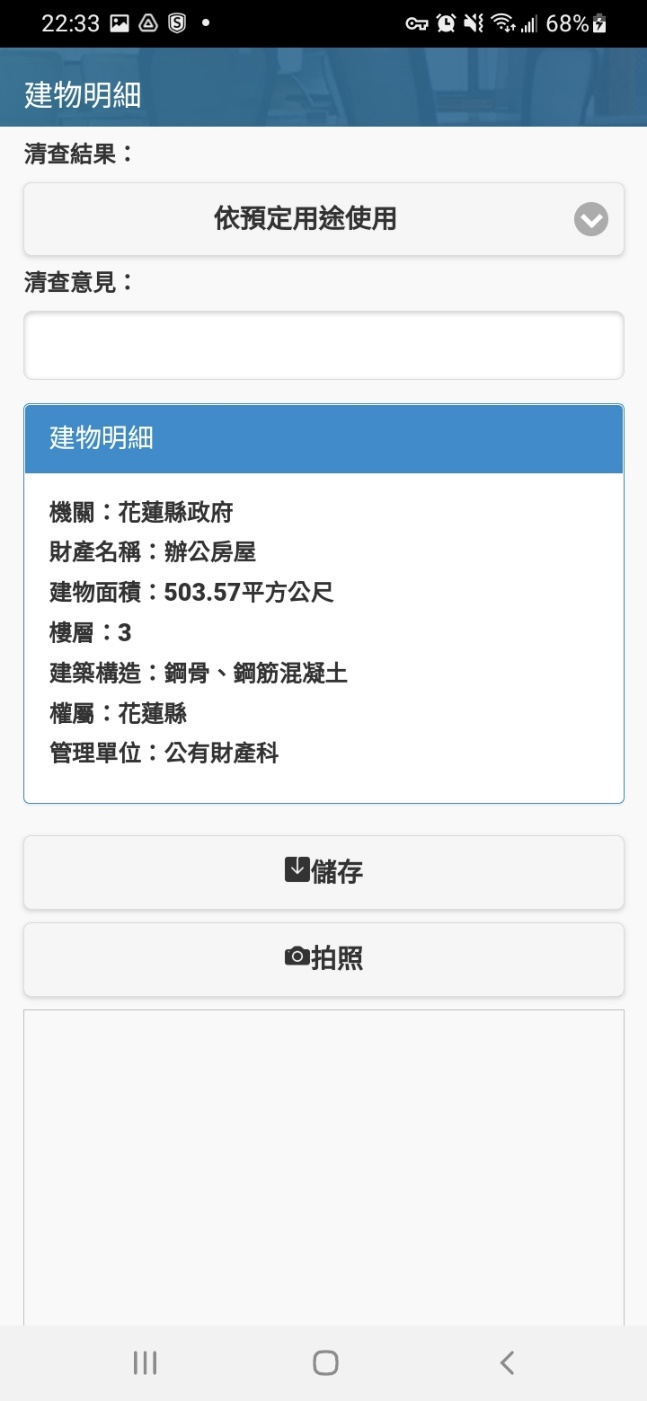 22:33
68%
建物明細
清查結果：
依預定用途使用
清查意見：
建物明細
機關：花蓮縣政府
財產名稱：辦公房屋
建物面積：503.57平方公尺
樓層：3
建築構造：鋼骨、鋼筋混凝土
權屬：花蓮縣
管理單位：公有財產科
儲存
拍照